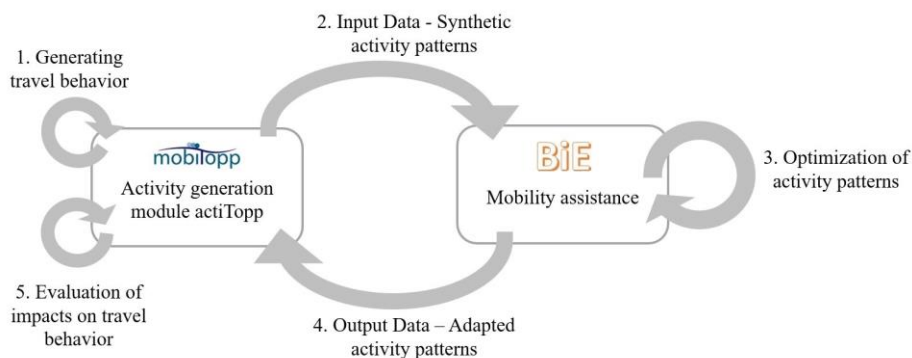 2. Input Data - Synthetic
activity patterns
1. Generating
travel behavior
mobitopp
Activity generation
module actiTopp
BiE
Mobility assistance
3. Optimization of
activity patterns
5. Evaluation of
impacts on travel
behavior
4. Output Data – Adapted
activity patterns